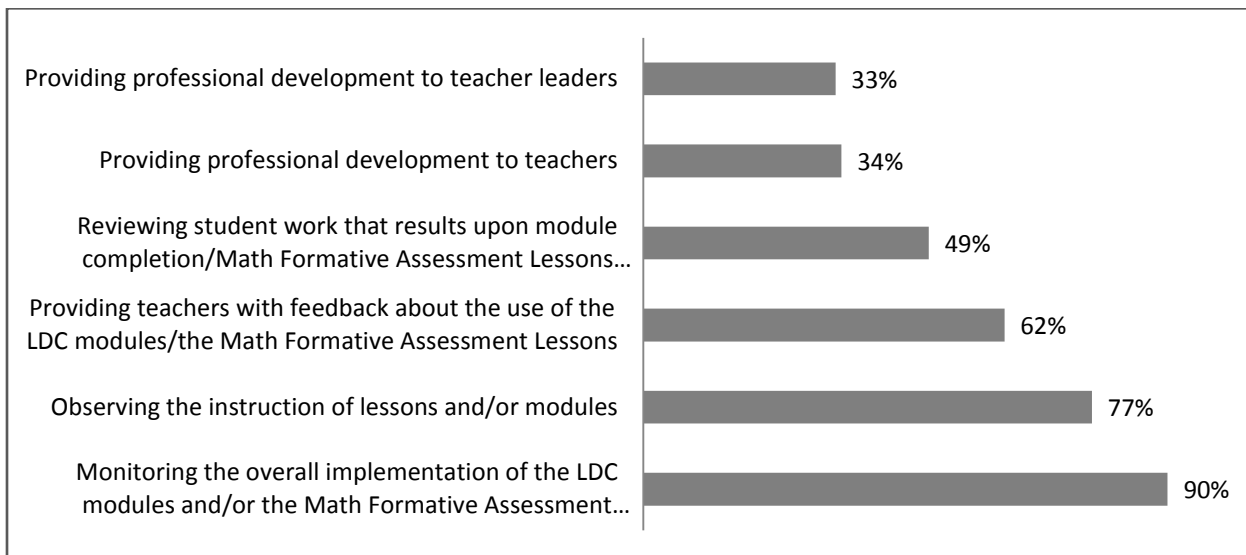 Providing professional development to teacher leaders
33%
Providing professional development to teachers
34%
Reviewing student work that results upon module
completion/Math Formative Assessment Lessons…
49%
Providing teachers with feedback about the use of the
LDC modules/the Math Formative Assessment Lessons
62%
Observing the instruction of lessons and/or modules
77%
Monitoring the overall implementation of the LDC
modules and/or the Math Formative Assessment…
90%